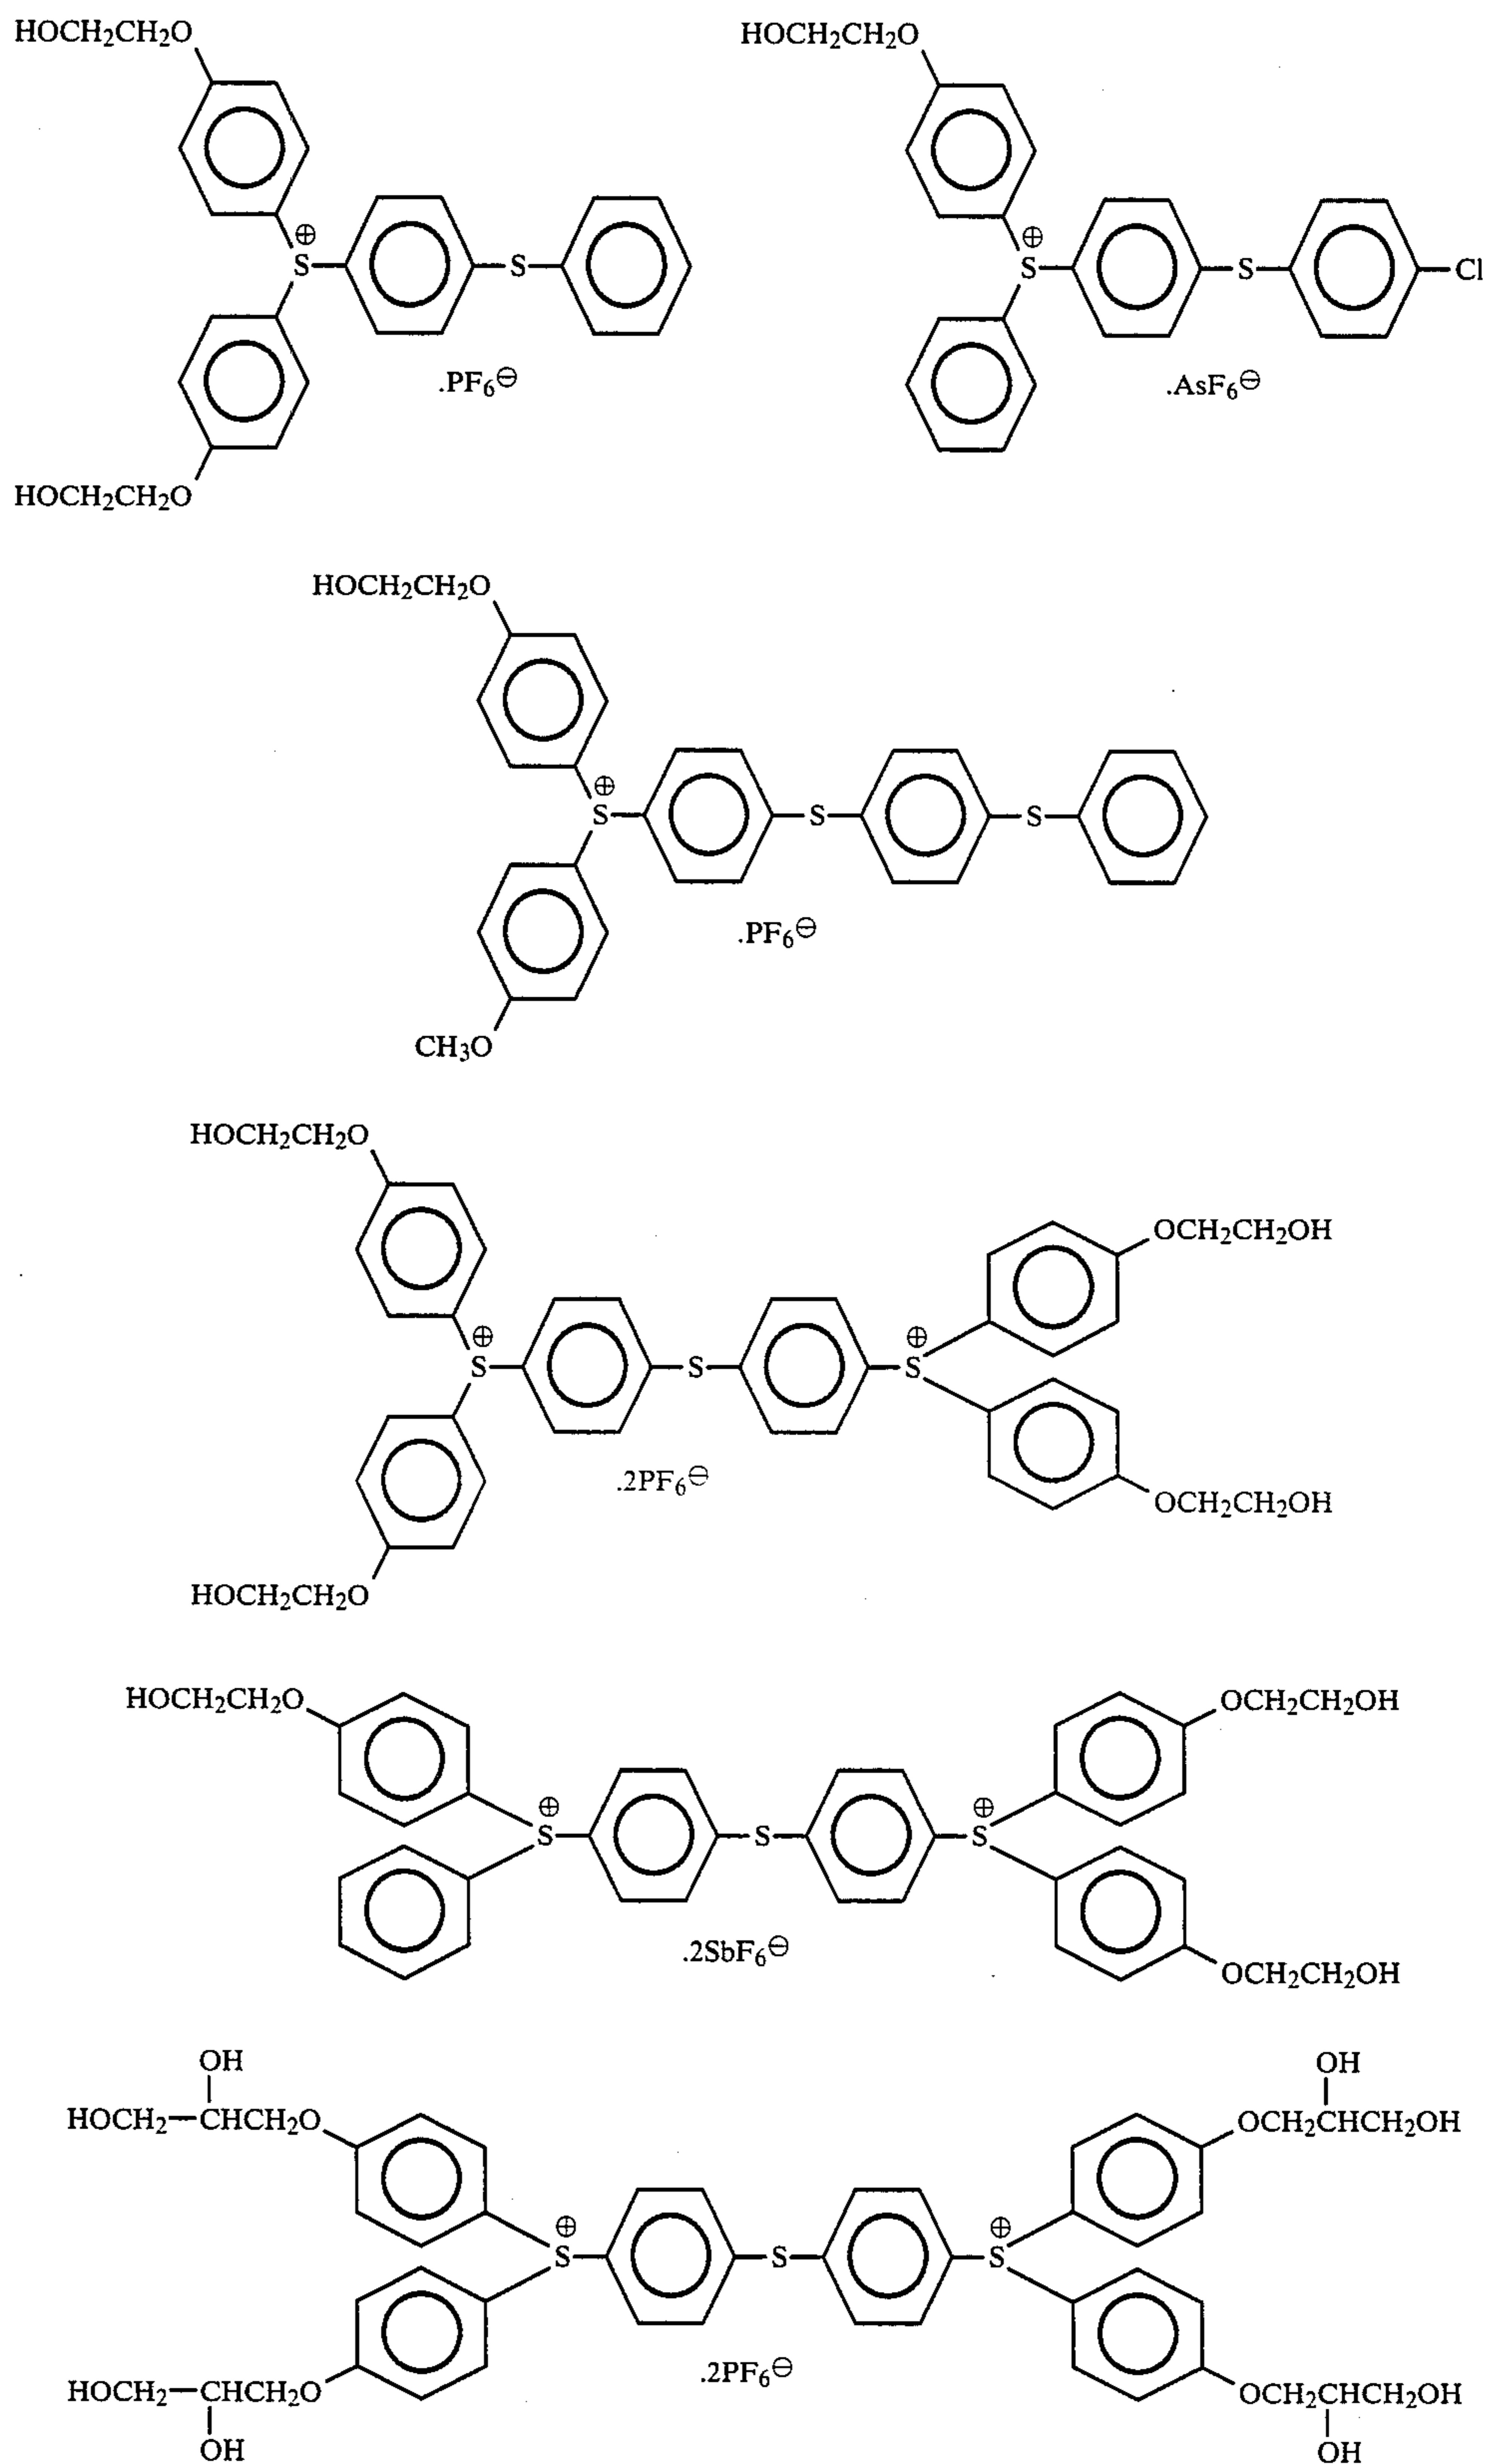 HOCH₂CH₂O HOCH₂CH₂O
⊕ ⊕
S S S S Cl
.PF₆⊖ .AsF₆⊖
HOCH₂CH₂O
HOCH₂CH₂O
⊕
S S S
.PF₆⊖
CH₃O
HOCH₂CH₂O
OCH₂CH₂OH
⊕ ⊕
S S S
.2PF₆⊖
OCH₂CH₂OH
HOCH₂CH₂O
HOCH₂CH₂O OCH₂CH₂OH
⊕ ⊕
S S S
.2SbF₆⊖
OCH₂CH₂OH
OH OH
HOCH₂—CHCH₂O OCH₂CHCH₂OH
⊕ ⊕
S S S
.2PF₆⊖
HOCH₂—CHCH₂O OCH₂CHCH₂OH
OH OH